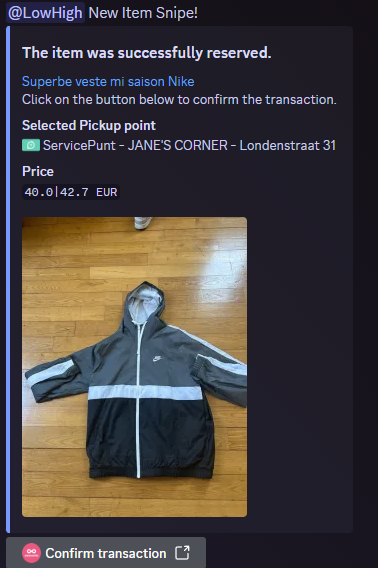 @LowHigh New Item Snipe!
The item was successfully reserved.
Superbe veste mi saison Nike
Click on the button below to confirm the transaction.
Selected Pickup point
ServicePunt - JANE'S CORNER - Londenstraat 31
Price
40.0|42.7 EUR
Confirm transaction